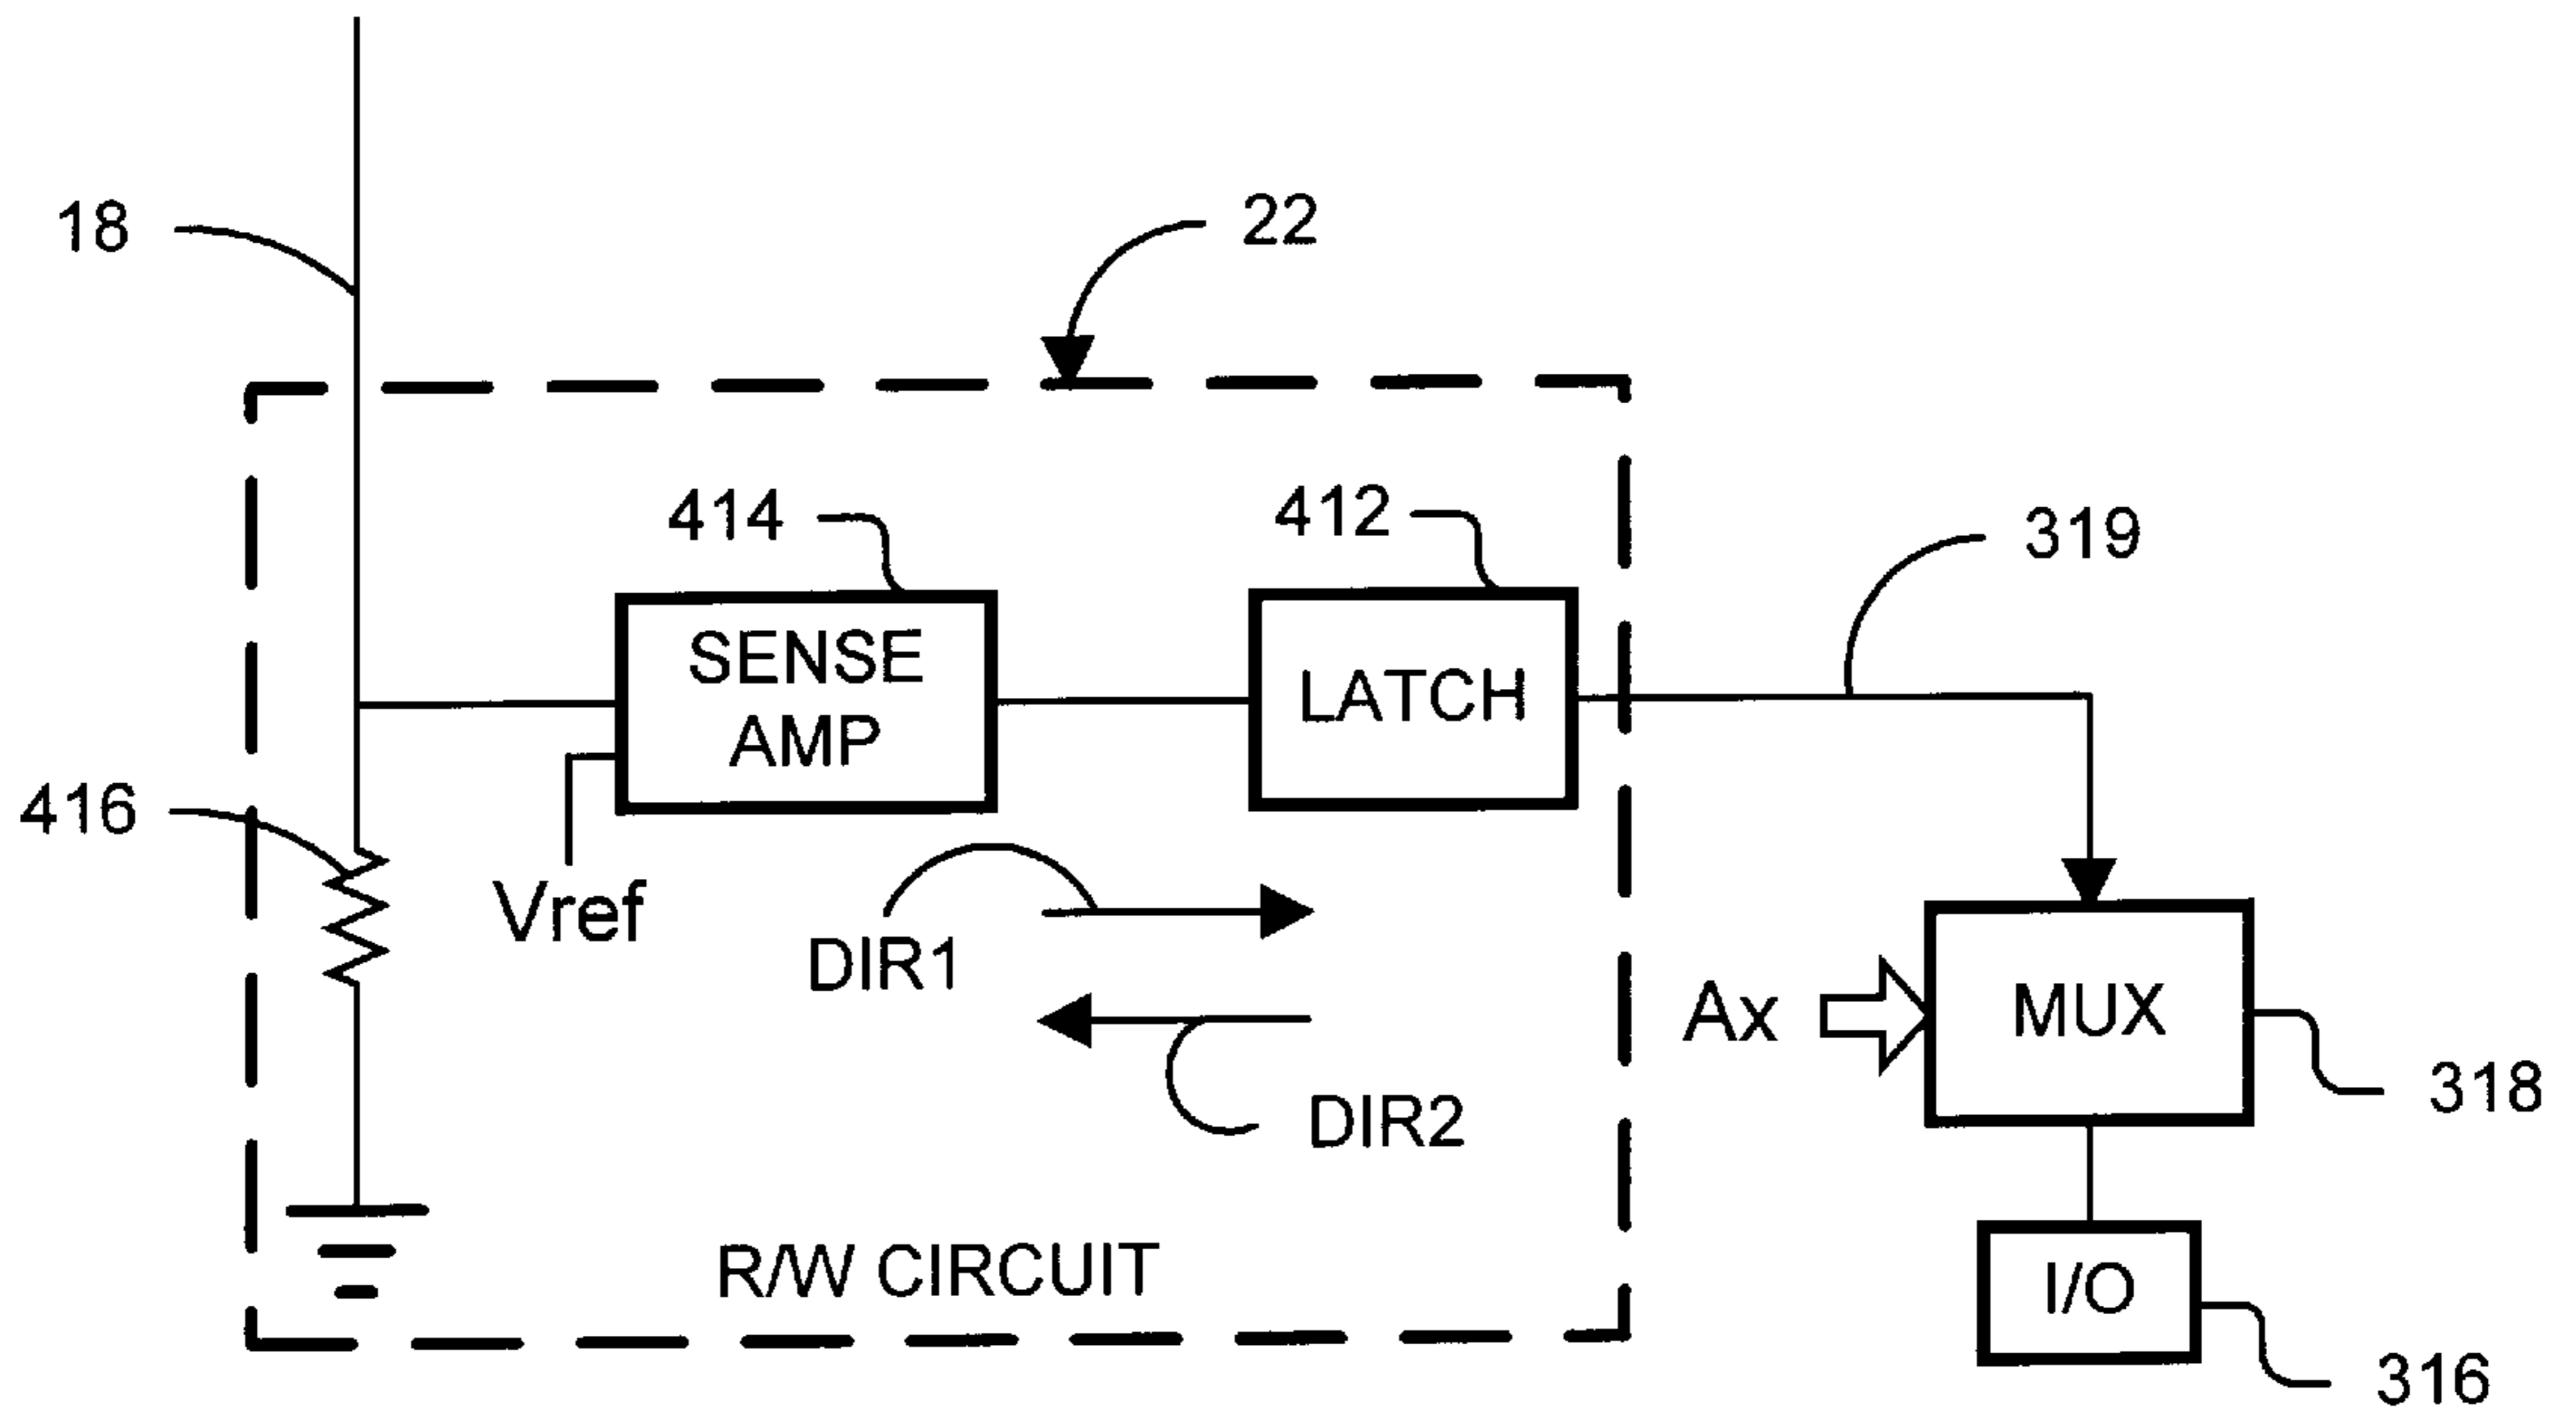 18
22
414
412
319
SENSE
AMP
LATCH
416
Vref
DIR1
Ax
MUX
318
DIR2
R/W CIRCUIT
I/O
316